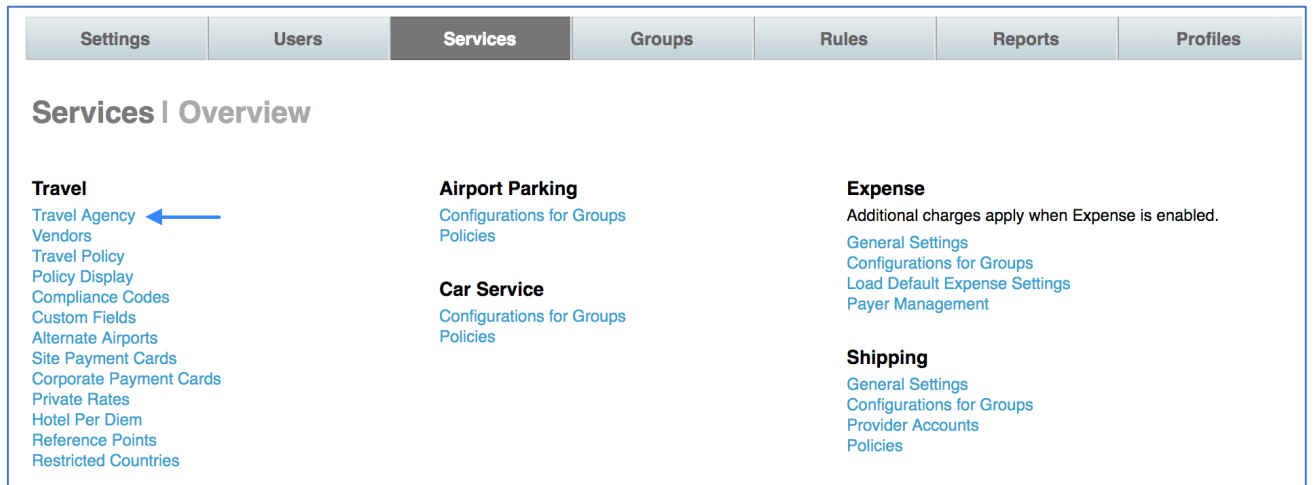 Settings Users Services Groups Rules Reports Profiles
Services | Overview
Travel
Travel Agency
Vendors
Travel Policy
Policy Display
Compliance Codes
Custom Fields
Alternate Airports
Site Payment Cards
Corporate Payment Cards
Private Rates
Hotel Per Diem
Reference Points
Restricted Countries
Airport Parking
Configurations for Groups
Policies
Car Service
Configurations for Groups
Policies
Expense
Additional charges apply when Expense is enabled.
General Settings
Configurations for Groups
Load Default Expense Settings
Payer Management
Shipping
General Settings
Configurations for Groups
Provider Accounts
Policies